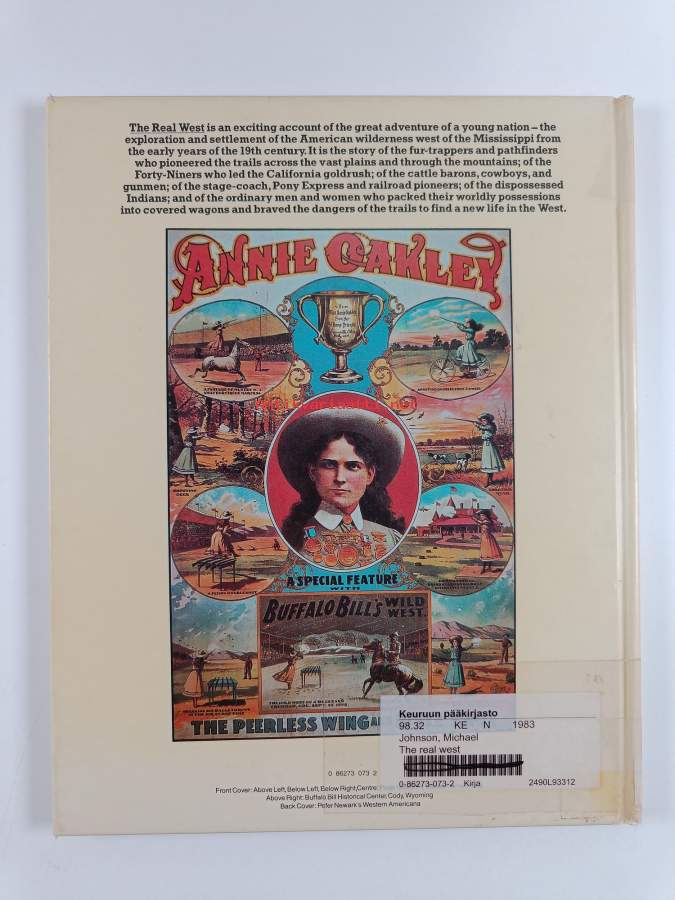 The Real West is an exciting account of the great adventure of a young nation – the
exploration and settlement of the American wilderness west of the Mississippi from
the early years of the 19th century. It is the story of the fur-trappers and pathfinders
who pioneered the trails across the vast plains and through the mountains; of the
Forty-Niners who led the California goldrush; of the cattle barons, cowboys, and
gunmen; of the stage-coach, Pony Express and railroad pioneers; of the dispossessed
Indians; and of the ordinary men and women who packed their worldly possessions
into covered wagons and braved the dangers of the trails to find a new life in the West.
ANNIE OAKLEY
A SPECIAL FEATURE
WITH
BUFFALO BILL'S WILD
WEST.
THE PEERLESS WING
Keuruun pääkirjasto
98.32 KE N 1983
Johnson, Michael
The real west
0-86273-073-2 Kirja 2490L93312
0 86273 073 2
Front Cover: Above Left, Below Left, Below Right, Centre:
Above Right: Buffalo Bill Historical Center, Cody, Wyoming
Back Cover: Peter Newark's Western Americana